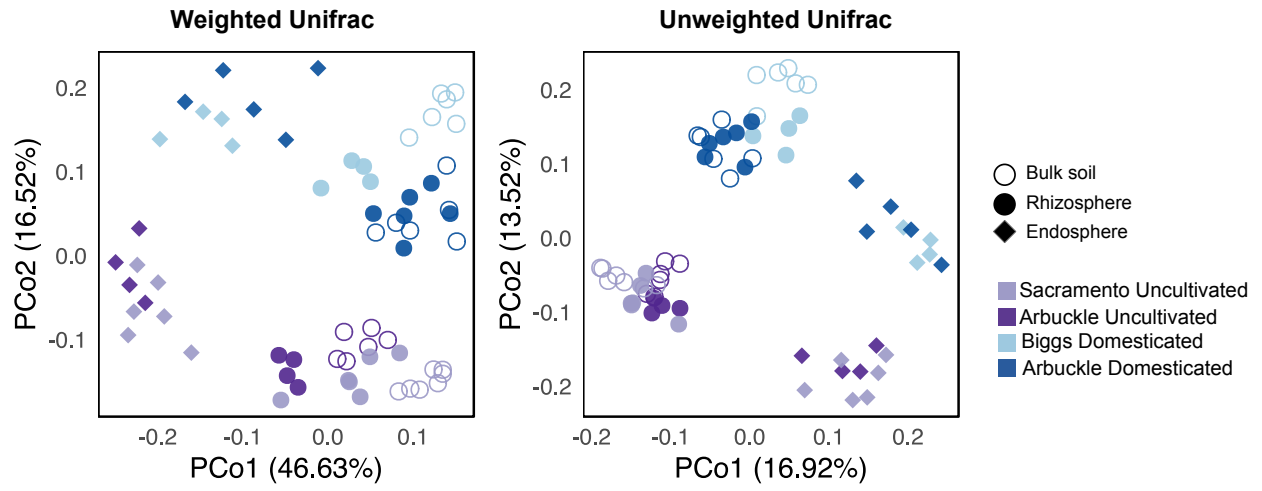 Weighted Unifrac
PCo2 (16.52%)
0.2
0.1
0.0
-0.1
-0.2
-0.1
0.0
0.1
PCo1 (46.63%)
Unweighted Unifrac
PCo2 (13.52%)
0.2
0.1
0.0
-0.1
-0.2
-0.2
-0.1
0.0
0.1
0.2
PCo1 (16.92%)
Bulk soil
Rhizosphere
Endosphere
Sacramento Uncultivated
Arbuckle Uncultivated
Biggs Domesticated
Arbuckle Domesticated